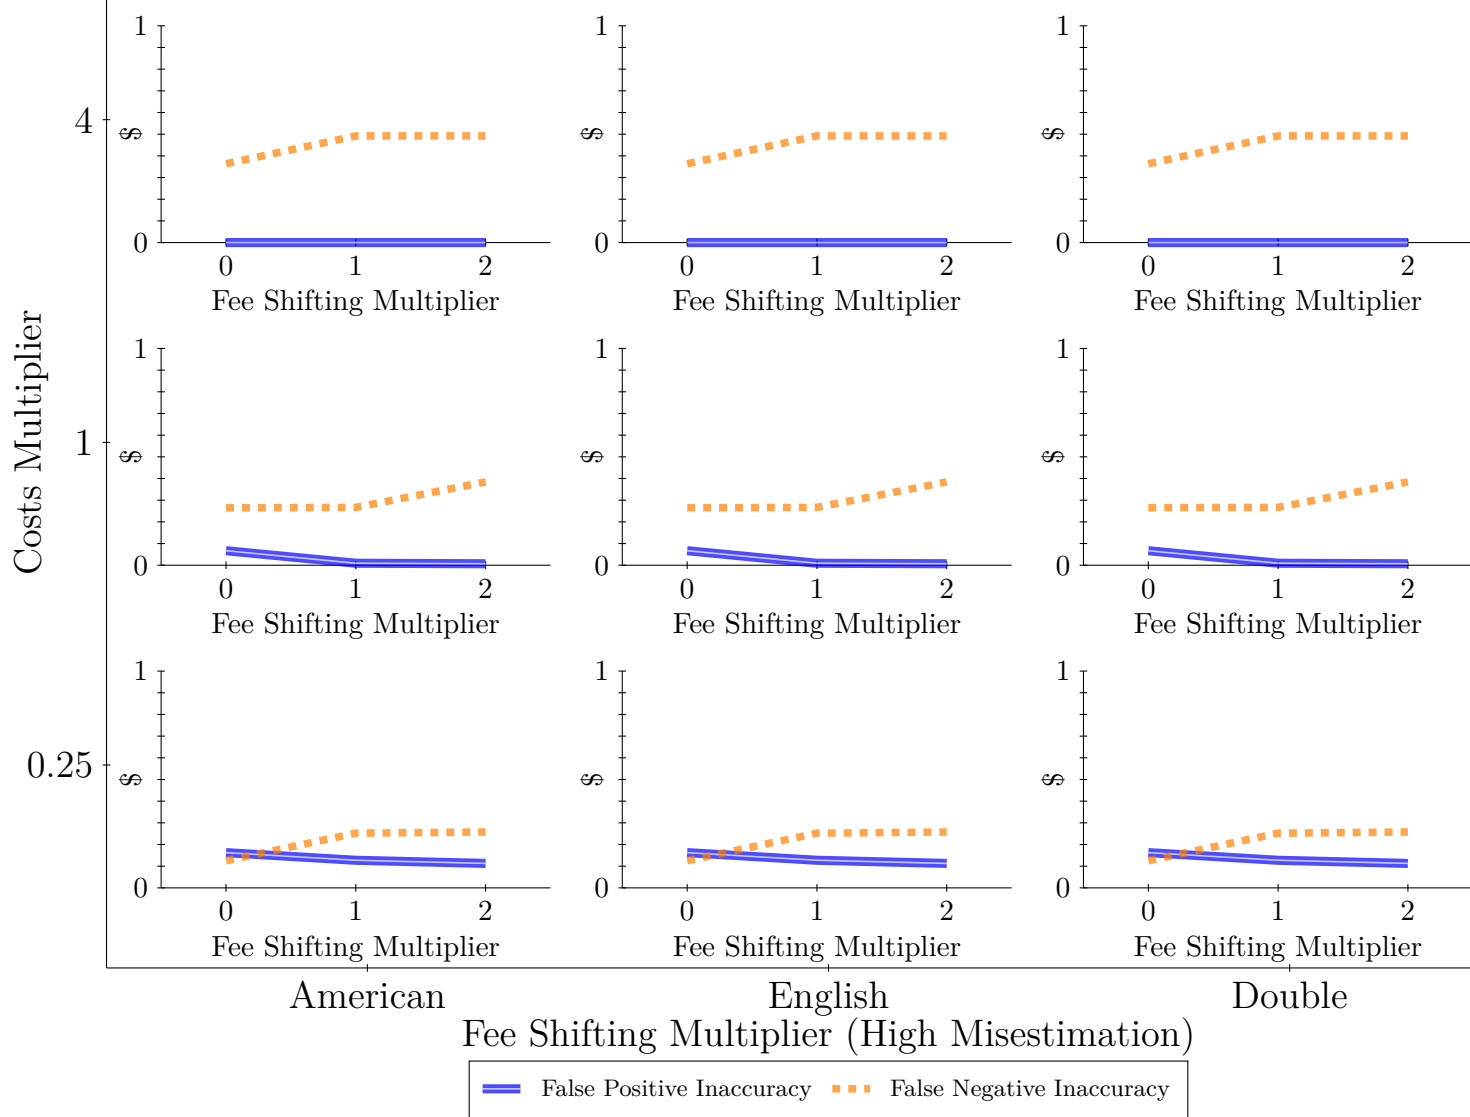 Costs Multiplier
4
1
0.25
1
$
0
0 1 2
Fee Shifting Multiplier
1
$
0
0 1 2
Fee Shifting Multiplier
1
$
0
0 1 2
Fee Shifting Multiplier
1
$
0
0 1 2
Fee Shifting Multiplier
1
$
0
0 1 2
Fee Shifting Multiplier
1
$
0
0 1 2
Fee Shifting Multiplier
1
$
0
0 1 2
Fee Shifting Multiplier
1
$
0
0 1 2
Fee Shifting Multiplier
1
$
0
0 1 2
Fee Shifting Multiplier
American English Double
Fee Shifting Multiplier (High Misestimation)
False Positive Inaccuracy False Negative Inaccuracy